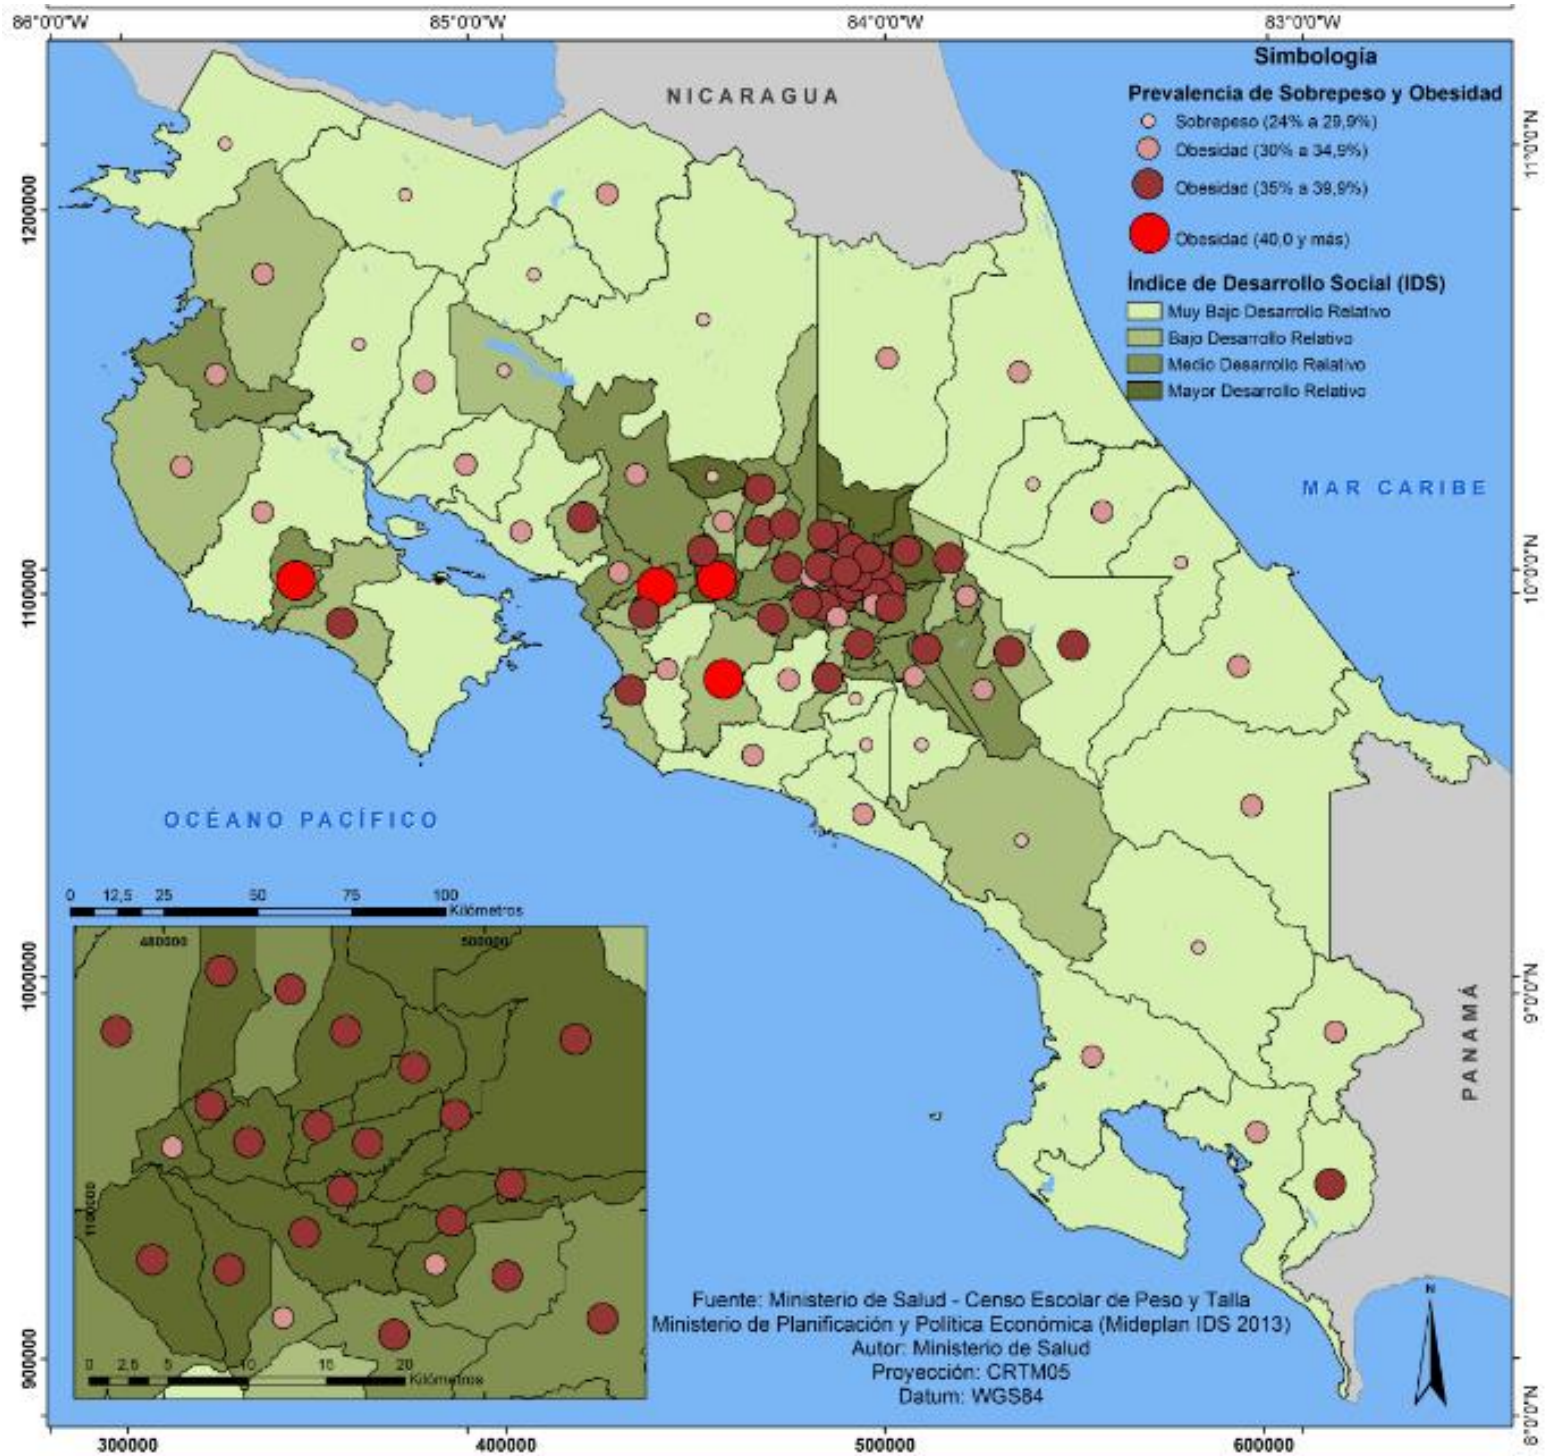 86°0'0"W 85°0'0"W 84°0'0"W 83°0'0"W
Simbología
NICARAGUA
Prevalencia de Sobrepeso y Obesidad
Sobrepeso (24% a 29,9%)
Obesidad (30% a 34,9%)
Obesidad (35% a 39,9%)
Obesidad (40,0 y más)
Índice de Desarrollo Social (IDS)
Muy Bajo Desarrollo Relativo
Bajo Desarrollo Relativo
Medio Desarrollo Relativo
Mayor Desarrollo Relativo
11°0'0"N
1200000
MAR CARIBE
10°0'0"N
1100000
OCÉANO PACÍFICO
0 12,5 25 50 75 100
Kilómetros
480000 500000
1000000
9°0'0"N
PANAMÁ
1100000
0 2,5 5 10 15 20
Kilómetros
N
Fuente: Ministerio de Salud - Censo Escolar de Peso y Talla
Ministerio de Planificación y Política Económica (Mideplan IDS 2013)
Autor: Ministerio de Salud
Proyección: CRTM05
Datum: WGS84
900000
8°0'0"N
300000 400000 500000 600000